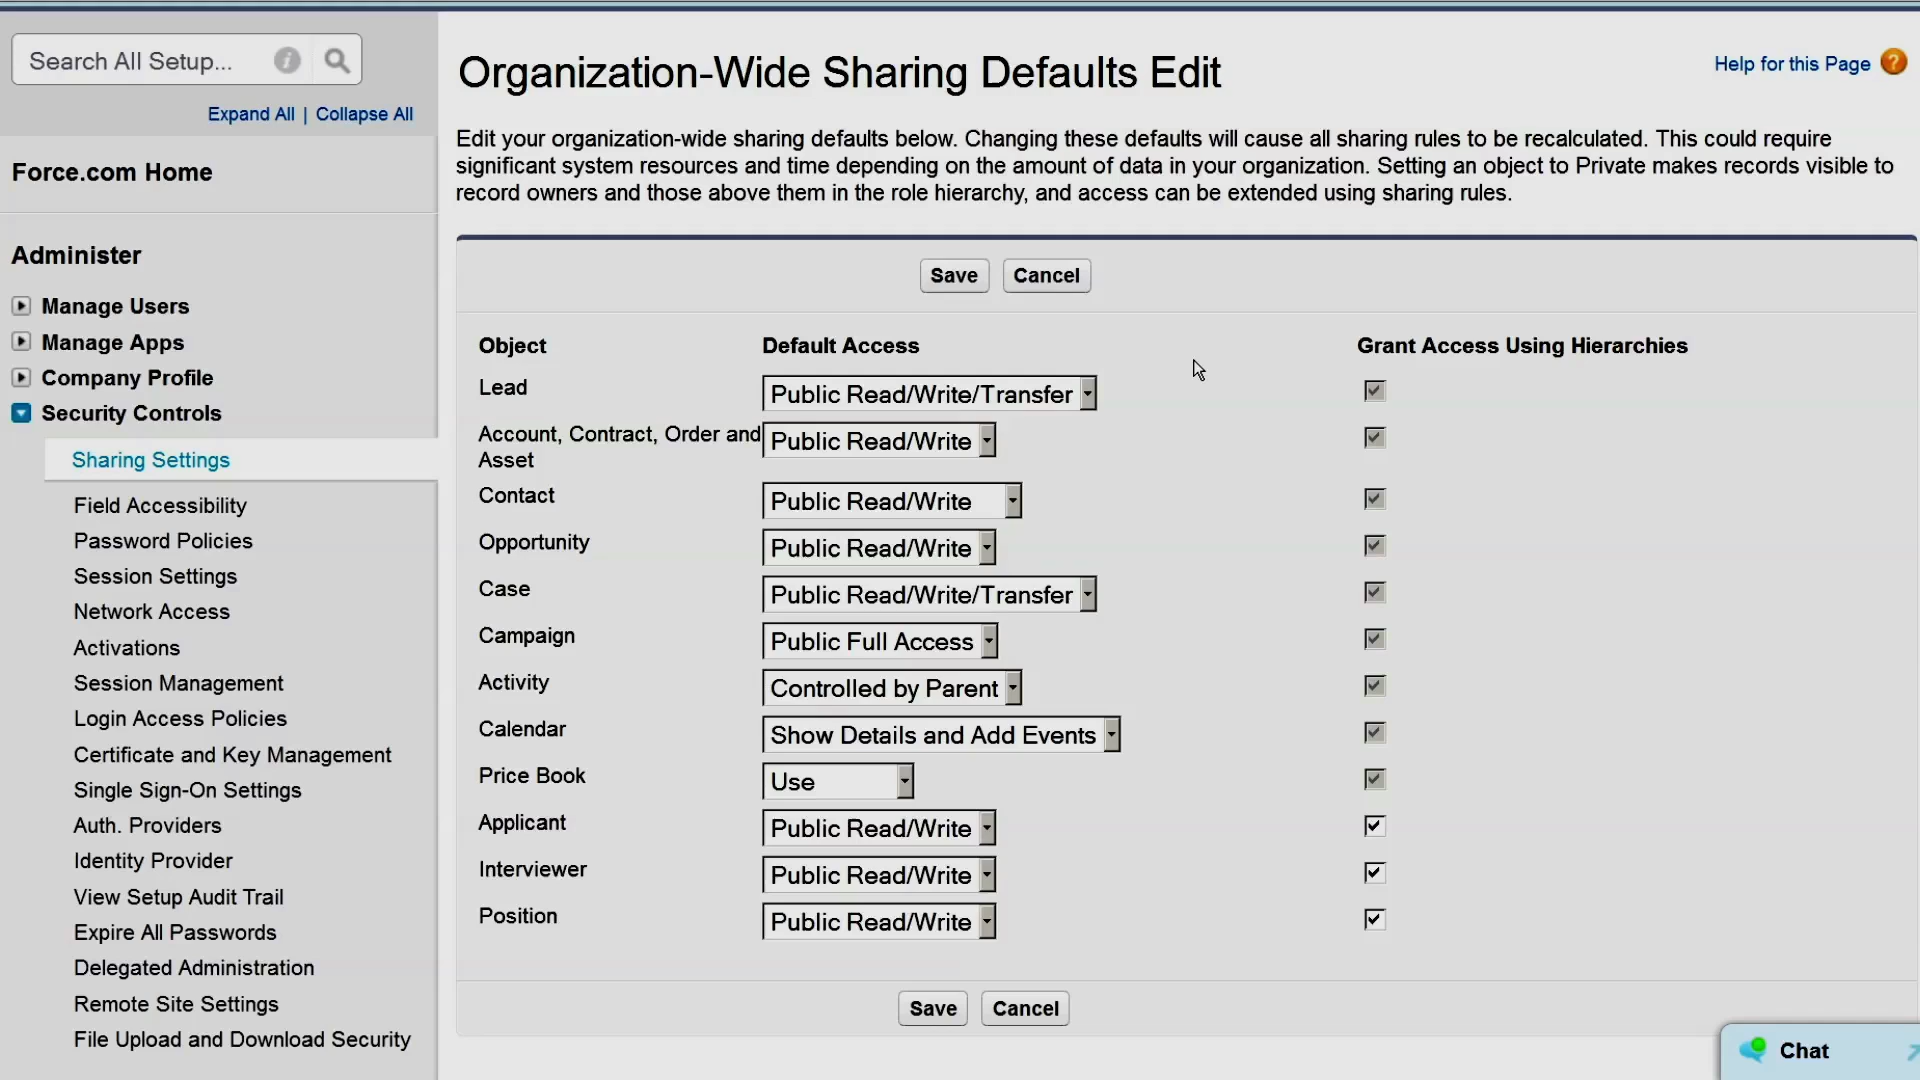 Search All Setup...
Expand All | Collapse All
Force.com Home
Administer
Manage Users
Manage Apps
Company Profile
Security Controls
Sharing Settings
Field Accessibility
Password Policies
Session Settings
Network Access
Activations
Session Management
Login Access Policies
Certificate and Key Management
Single Sign-On Settings
Auth. Providers
Identity Provider
View Setup Audit Trail
Expire All Passwords
Delegated Administration
Remote Site Settings
File Upload and Download Security
Organization-Wide Sharing Defaults Edit
Help for this Page ?
Edit your organization-wide sharing defaults below. Changing these defaults will cause all sharing rules to be recalculated. This could require
significant system resources and time depending on the amount of data in your organization. Setting an object to Private makes records visible to
record owners and those above them in the role hierarchy, and access can be extended using sharing rules.
Save Cancel
Object Default Access Grant Access Using Hierarchies
Lead Public Read/Write/Transfer
Account, Contract, Order and Public Read/Write
Asset
Contact Public Read/Write
Opportunity Public Read/Write
Case Public Read/Write/Transfer
Campaign Public Full Access
Activity Controlled by Parent
Calendar Show Details and Add Events
Price Book Use
Applicant Public Read/Write
Interviewer Public Read/Write
Position Public Read/Write
Save Cancel
Chat